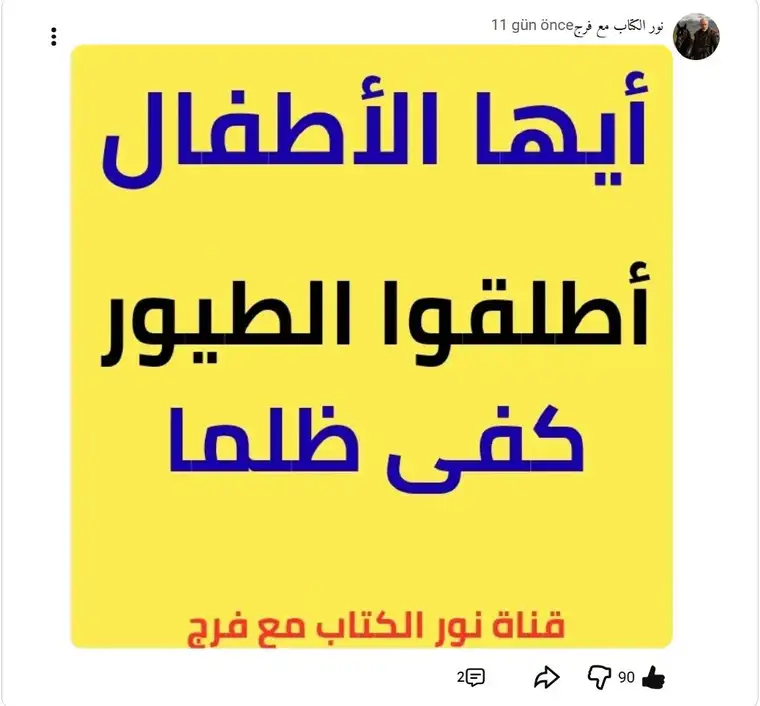 نور الكتاب مع فرج 11 gün önce
أيها الأطفال
أطلقوا الطيور
كفى ظلما
قناة نور الكتاب مع فرج
90
2